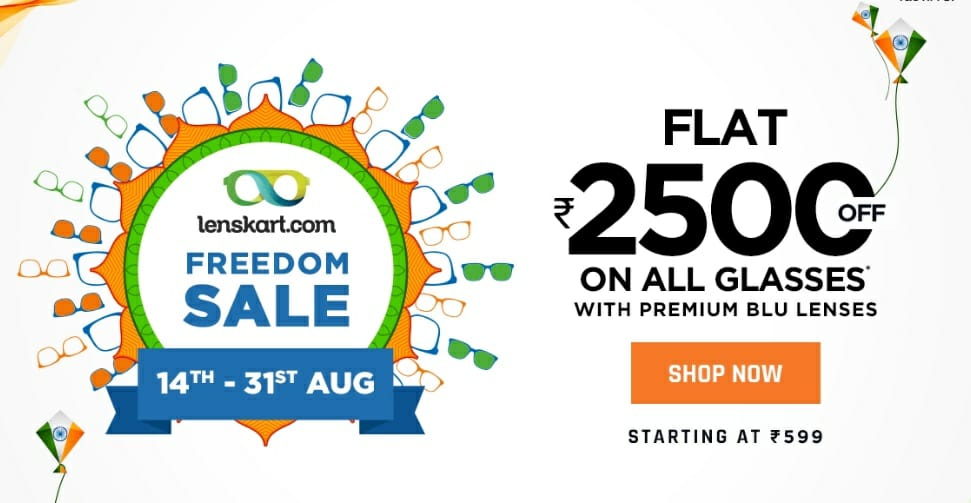 lenskart.com
FREEDOM
SALE
14TH - 31ST AUG
FLAT
₹2500 OFF
ON ALL GLASSES*
WITH PREMIUM BLU LENSES
SHOP NOW
STARTING AT ₹599